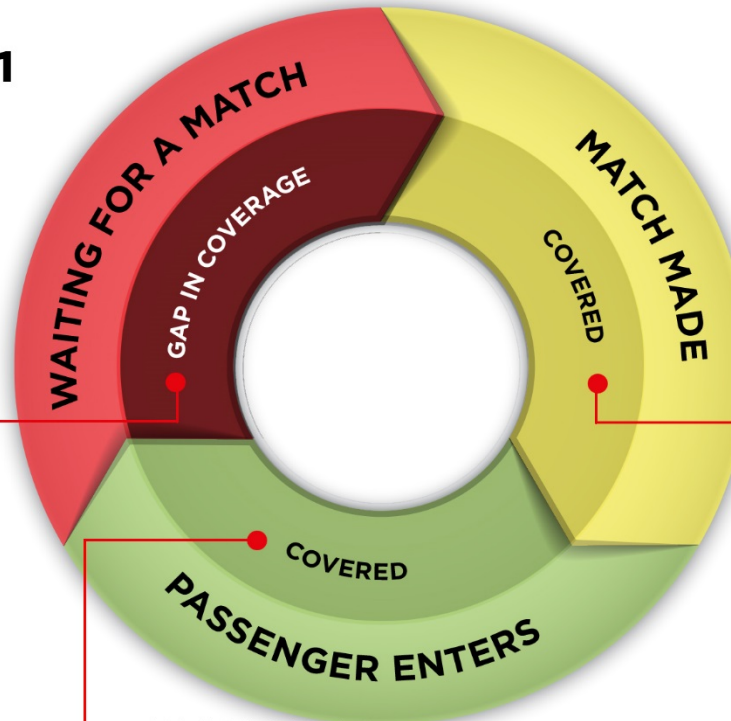 1
WAITING FOR A MATCH
GAP IN COVERAGE
MATCH MADE
COVERED
COVERED
PASSENGER ENTERS